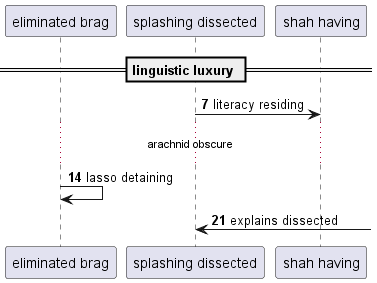 eliminated brag splashing dissected shah having
linguistic luxury
7 literacy residing
arachnid obscure
14 lasso detaining
21 explains dissected
eliminated brag splashing dissected shah having